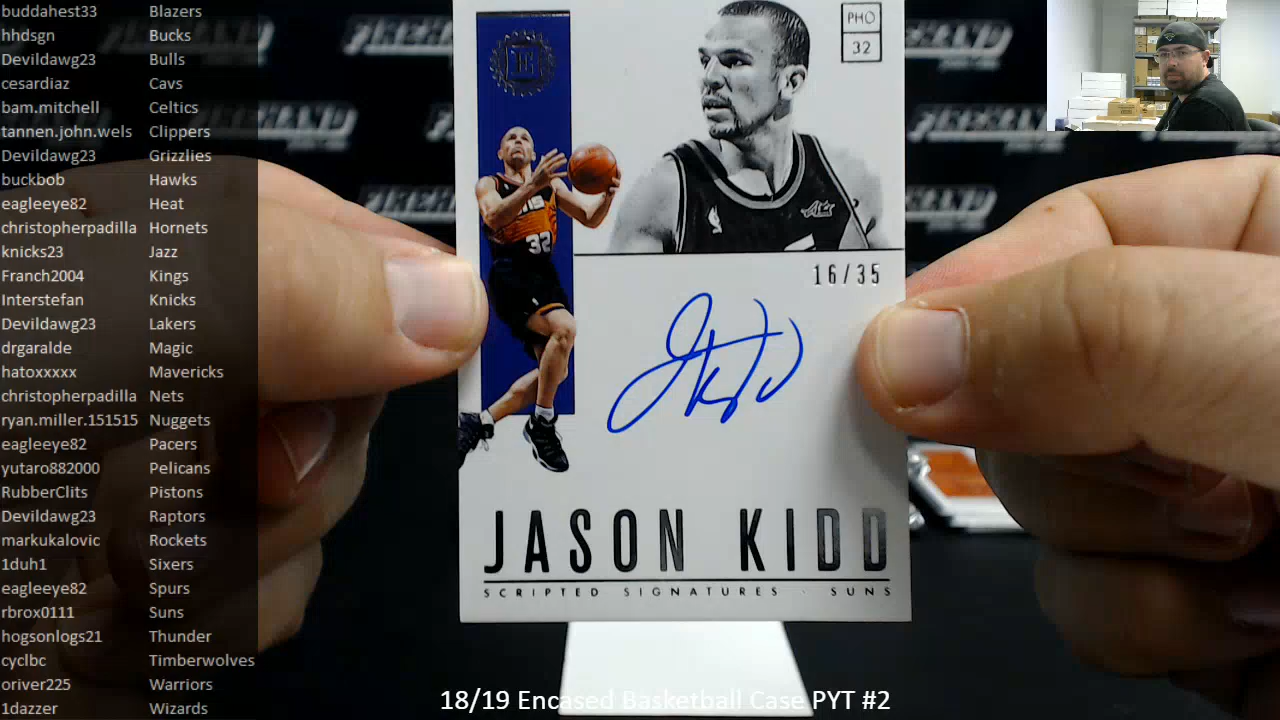 buddahest33 Blazers
hhdsgn Bucks
Devildawg23 Bulls
cesardiaz Cavs
bam.mitchell Celtics
tannen.john.wels Clippers
Devildawg23 Grizzlies
buckbob Hawks
eagleeye82 Heat
christopherpadilla Hornets
knicks23 Jazz
Franch2004 Kings
Interstefan Knicks
Devildawg23 Lakers
drgaralde Magic
hatoxxxxx Mavericks
christopherpadilla Nets
ryan.miller.151515 Nuggets
eagleeye82 Pacers
yutaro882000 Pelicans
RubberClits Pistons
Devildawg23 Raptors
markukalovic Rockets
1duh1 Sixers
eagleeye82 Spurs
rbrox0111 Suns
hogsonlogs21 Thunder
cyclbc Timberwolves
oriver225 Warriors
1dazzer Wizards
PHO
32
32
16/35
JASON KIDD
SCRIPTED SIGNATURES · SUNS
18/19 Encased Basketball Case PYT #2